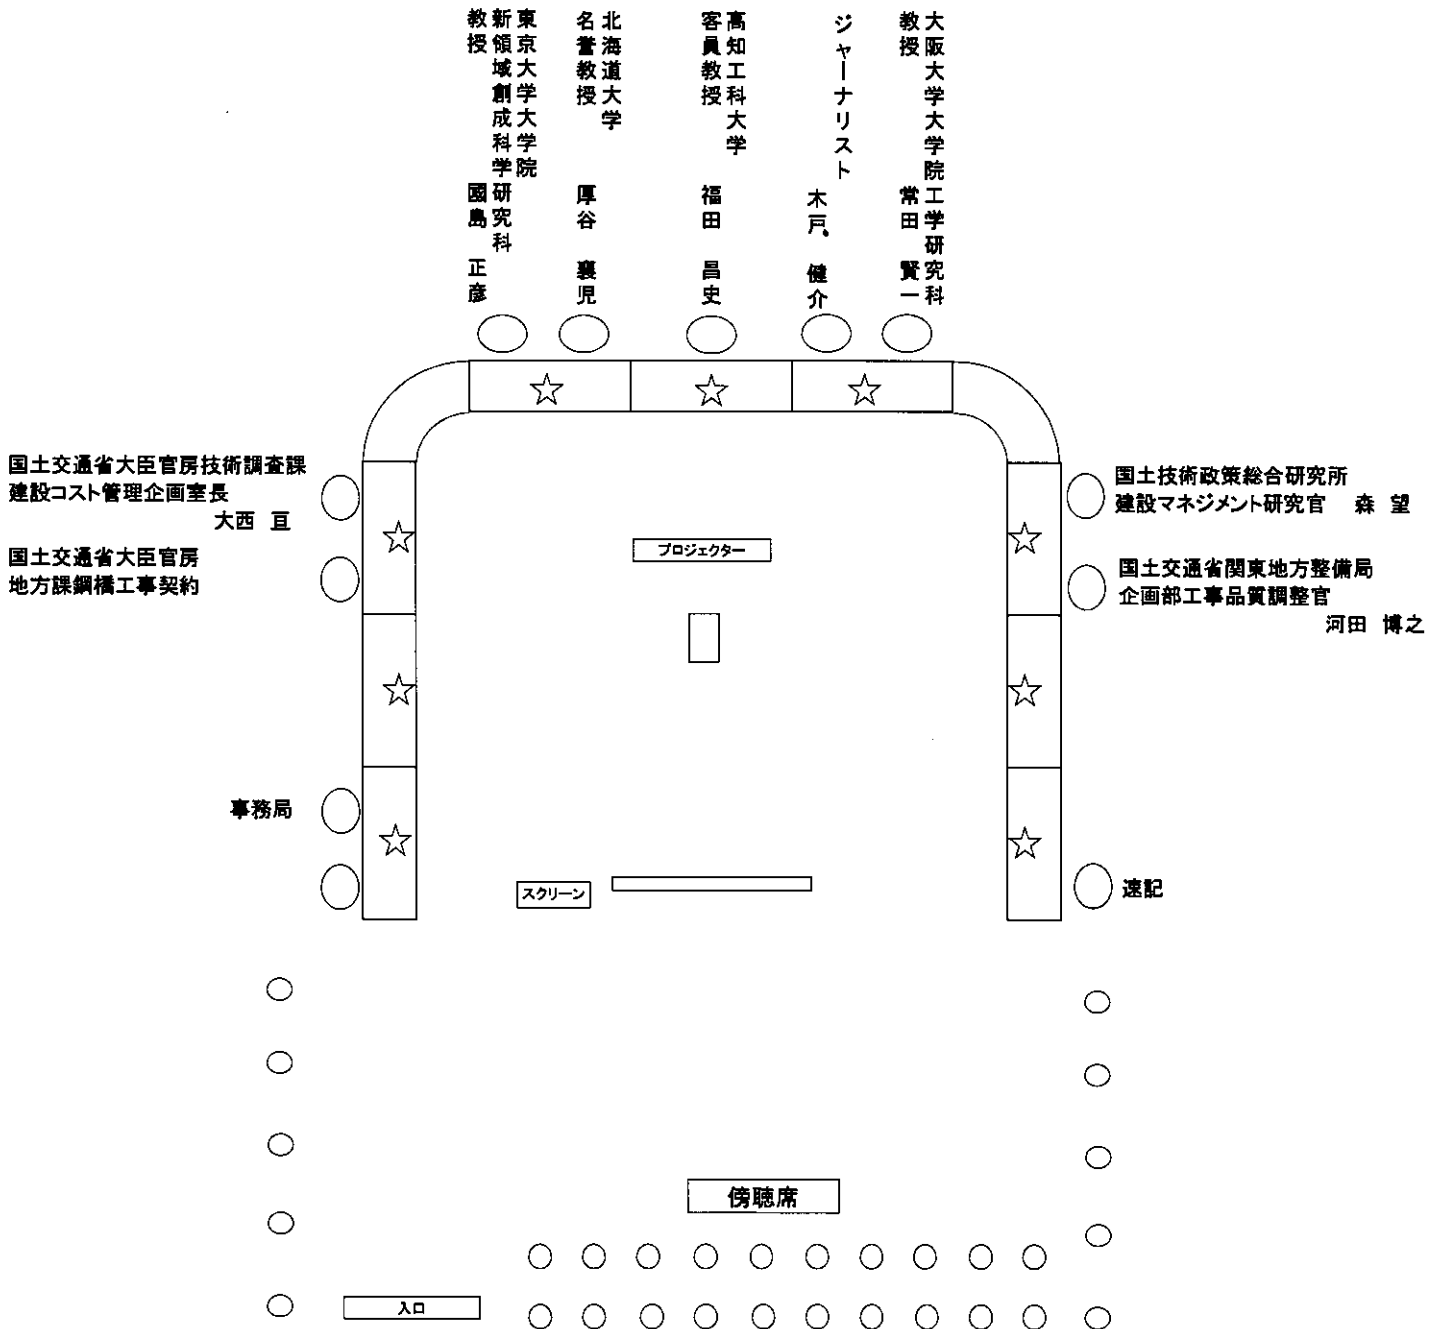 東京大学大学院
新領域創成科学研究科
教授 國島 正彦
北海道大学
名誉教授 厚谷 襄児
高知工科大学
客員教授 福田 昌史
ジャーナリスト
木戸 健介
大阪大学大学院工学研究科
教授 常田 賢一
国土交通省大臣官房技術調査課
建設コスト管理企画室長
大西 亘
国土交通省大臣官房
地方課鋼橋工事契約
国土技術政策総合研究所
建設マネジメント研究官 森 望
国土交通省関東地方整備局
企画部工事品質調整官
河田 博之
プロジェクター
事務局
スクリーン
速記
傍聴席
入口